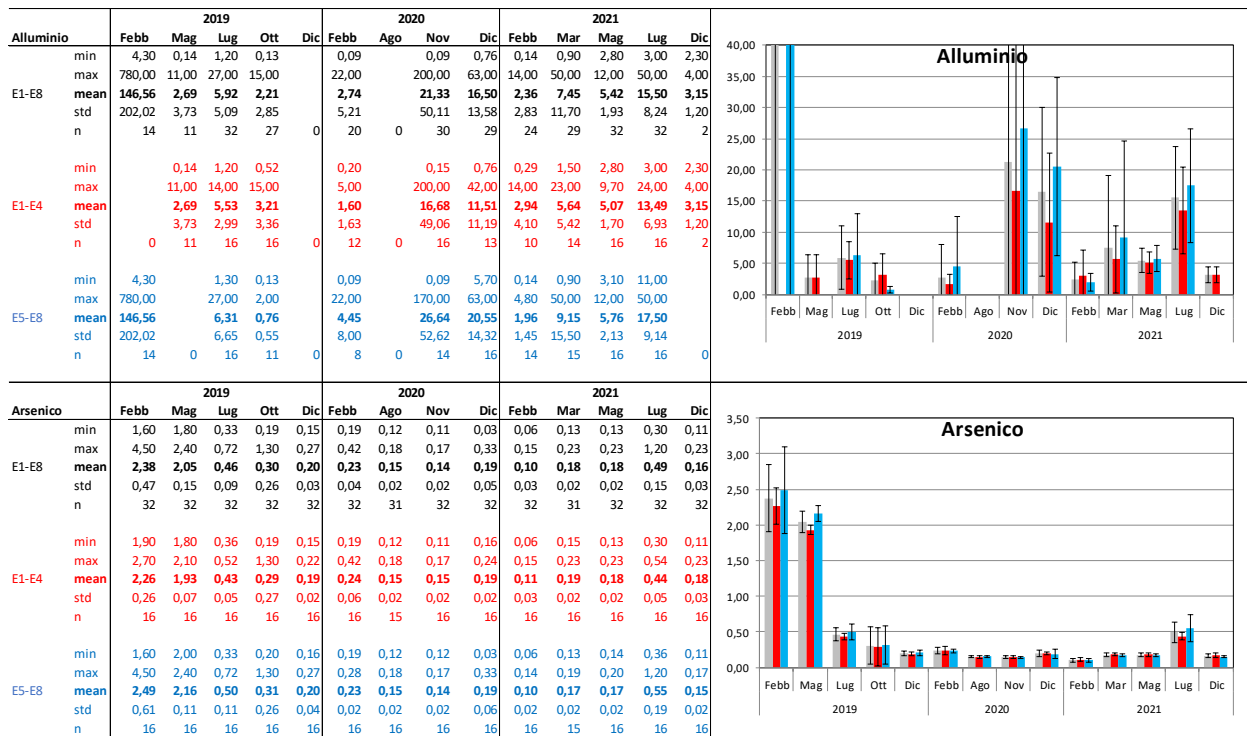 2019 2020 2021
Alluminio Febb Mag Lug Ott Dic Febb Ago Nov Dic Febb Mar Mag Lug Dic
min 4,30 0,14 1,20 0,13 0,09 0,09 0,76 0,14 0,90 2,80 3,00 2,30
max 780,00 11,00 27,00 15,00 22,00 200,00 63,00 14,00 50,00 12,00 50,00 4,00
E1-E8 mean 146,56 2,69 5,92 2,21 2,74 21,33 16,50 2,36 7,45 5,42 15,50 3,15
std 202,02 3,73 5,09 2,85 5,21 50,11 13,58 2,83 11,70 1,93 8,24 1,20
n 14 11 32 27 0 20 0 30 29 24 29 32 32 2
min 0,14 1,20 0,52 0,20 0,15 0,76 0,29 1,50 2,80 3,00 2,30
max 11,00 14,00 15,00 5,00 200,00 42,00 14,00 23,00 9,70 24,00 4,00
E1-E4 mean 2,69 5,53 3,21 1,60 16,68 11,51 2,94 5,64 5,07 13,49 3,15
std 3,73 2,99 3,36 1,63 49,06 11,19 4,10 5,42 1,70 6,93 1,20
n 0 11 16 16 0 12 0 16 13 10 14 16 16 2
min 4,30 1,30 0,13 0,09 0,09 5,70 0,14 0,90 3,10 11,00
max 780,00 27,00 2,00 22,00 170,00 63,00 4,80 50,00 12,00 50,00
E5-E8 mean 146,56 6,31 0,76 4,45 26,64 20,55 1,96 9,15 5,76 17,50
std 202,02 6,65 0,55 8,00 52,62 14,32 1,45 15,50 2,13 9,14
n 14 0 16 11 0 8 0 14 16 14 15 16 16 0
Alluminio
40,00
35,00
30,00
25,00
20,00
15,00
10,00
5,00
0,00
Febb Mag Lug Ott Dic Febb Ago Nov Dic Febb Mar Mag Lug Dic
2019 2020 2021
2019 2020 2021
Arsenico Febb Mag Lug Ott Dic Febb Ago Nov Dic Febb Mar Mag Lug Dic
min 1,60 1,80 0,33 0,19 0,15 0,19 0,12 0,11 0,03 0,06 0,13 0,13 0,30 0,11
max 4,50 2,40 0,72 1,30 0,27 0,42 0,18 0,17 0,33 0,15 0,23 0,23 1,20 0,23
E1-E8 mean 2,38 2,05 0,46 0,30 0,20 0,23 0,15 0,14 0,19 0,10 0,18 0,18 0,49 0,16
std 0,47 0,15 0,09 0,26 0,03 0,04 0,02 0,02 0,05 0,03 0,02 0,02 0,15 0,03
n 32 32 32 32 32 32 31 32 32 32 31 32 32 32
min 1,90 1,80 0,36 0,19 0,15 0,19 0,12 0,11 0,16 0,06 0,15 0,13 0,30 0,11
max 2,70 2,10 0,52 1,30 0,22 0,42 0,18 0,17 0,24 0,15 0,23 0,23 0,54 0,23
E1-E4 mean 2,26 1,93 0,43 0,29 0,19 0,24 0,15 0,15 0,19 0,11 0,19 0,18 0,44 0,18
std 0,26 0,07 0,05 0,27 0,02 0,06 0,02 0,02 0,02 0,03 0,02 0,02 0,05 0,03
n 16 16 16 16 16 16 15 16 16 16 16 16 16 16
min 1,60 2,00 0,33 0,20 0,16 0,19 0,12 0,12 0,03 0,06 0,13 0,14 0,36 0,11
max 4,50 2,40 0,72 1,30 0,27 0,28 0,18 0,17 0,33 0,14 0,19 0,20 1,20 0,17
E5-E8 mean 2,49 2,16 0,50 0,31 0,20 0,23 0,15 0,14 0,19 0,10 0,17 0,17 0,55 0,15
std 0,61 0,11 0,11 0,26 0,04 0,02 0,02 0,02 0,06 0,03 0,02 0,02 0,19 0,02
n 16 16 16 16 16 16 16 16 16 16 15 16 16 16
Arsenico
3,50
3,00
2,50
2,00
1,50
1,00
0,50
0,00
Febb Mag Lug Ott Dic Febb Ago Nov Dic Febb Mar Mag Lug Dic
2019 2020 2021